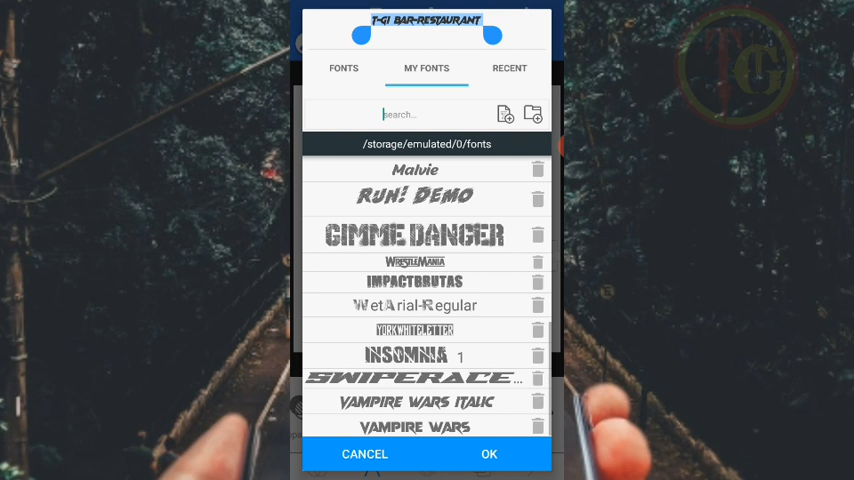 T-GI BAR-RESTAURANT
FONTS
MY FONTS
RECENT
search...
/storage/emulated/0/fonts
Malvie
RUN! DEMO
GIMME DANGER
WRESTLEMANIA
IMPACTBRUTAS
WetArial-Regular
YORKWHITELETTER
INSOMNIA 1
SWIPERACE...
VAMPIRE WARS ITALIC
VAMPIRE WARS
CANCEL
OK
TG